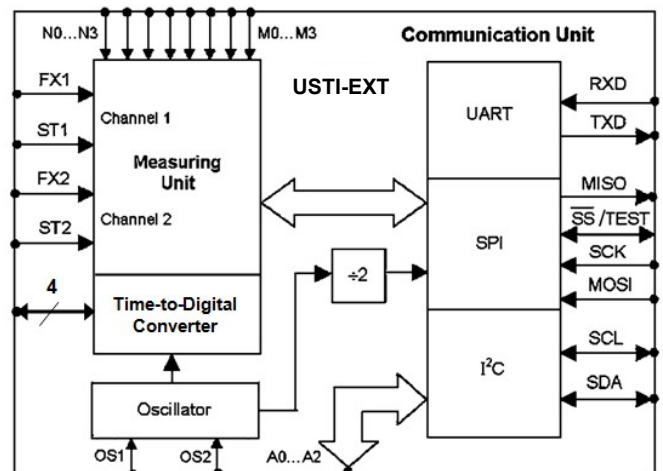 N0...N3
M0...M3
Communication Unit
USTI-EXT
FX1
ST1
FX2
ST2
4
Channel 1
Measuring
Unit
Channel 2
Time-to-Digital
Converter
Oscillator
OS1
OS2
÷2
A0...A2
UART
SPI
I²C
RXD
TXD
MISO
S̅S̅/TEST
SCK
MOSI
SCL
SDA